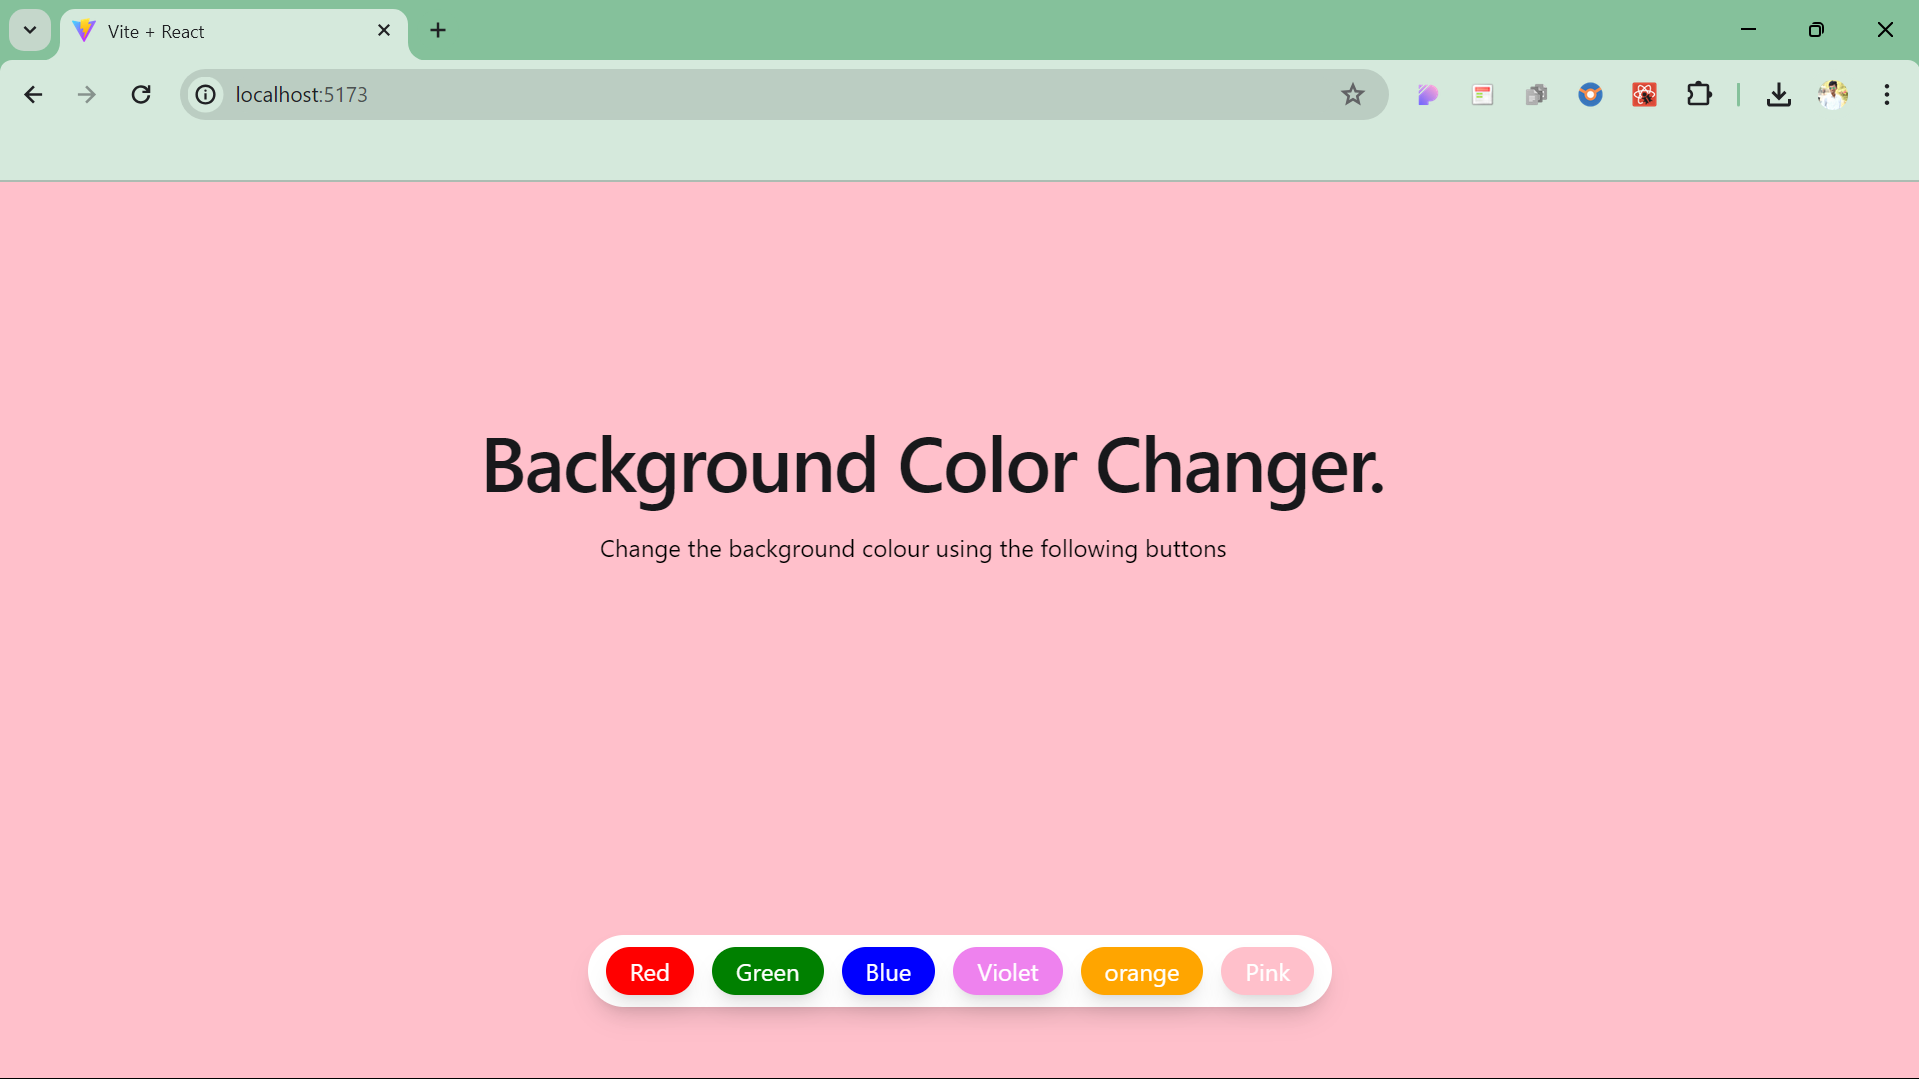 Vite + React
localhost:5173
Background Color Changer.
Change the background colour using the following buttons
Red Green Blue Violet orange Pink